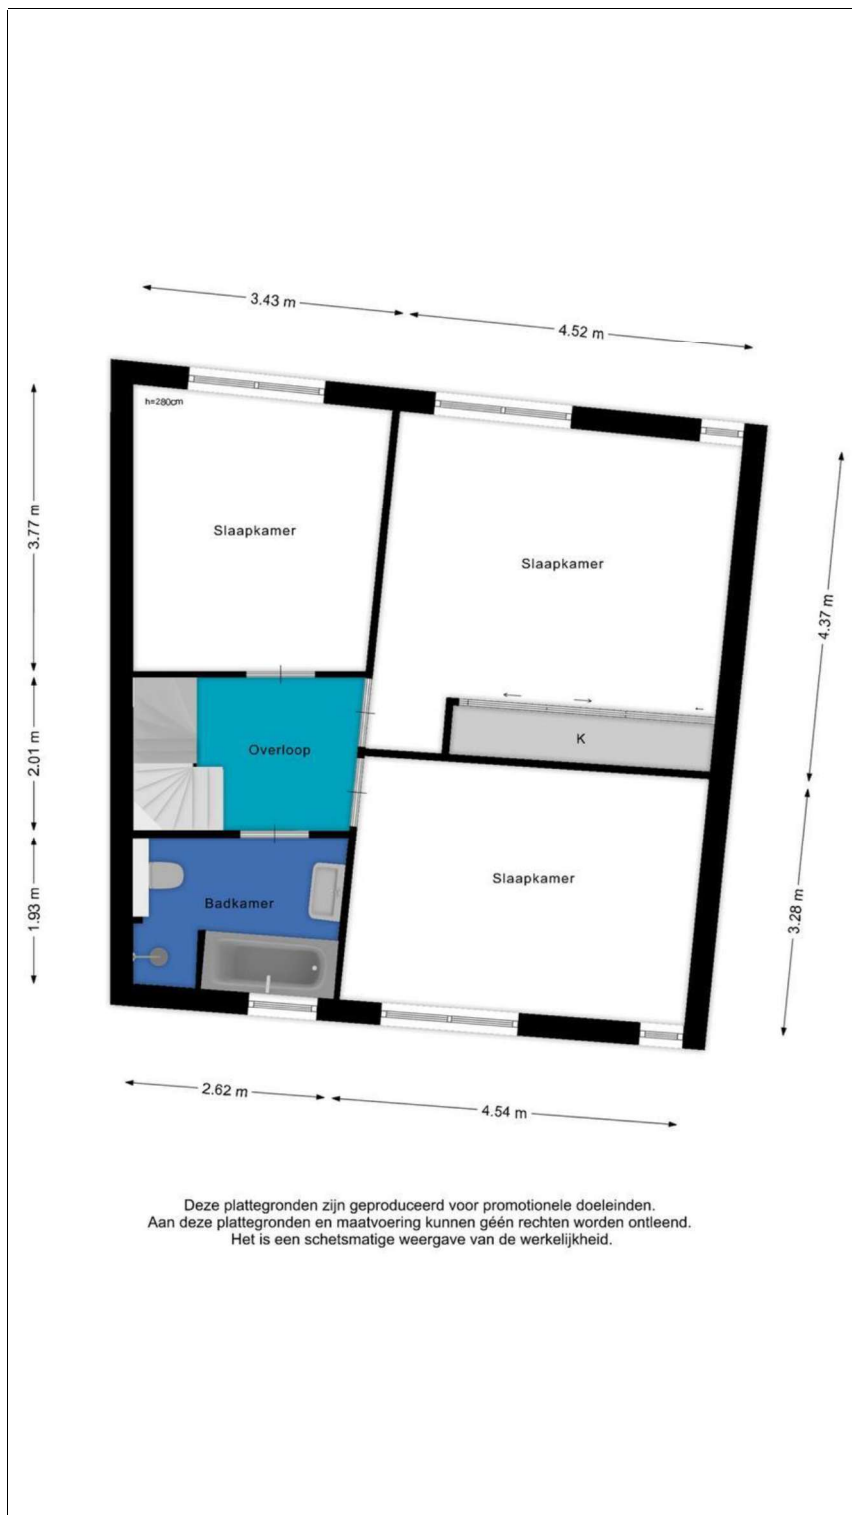 3.43 m
4.52 m
h=280cm
3.77 m
Slaapkamer
Slaapkamer
4.37 m
2.01 m
Overloop
K
1.93 m
Badkamer
Slaapkamer
3.28 m
2.62 m
4.54 m
Deze plattegronden zijn geproduceerd voor promotionele doeleinden.
Aan deze plattegronden en maatvoering kunnen géén rechten worden ontleend.
Het is een schetsmatige weergave van de werkelijkheid.